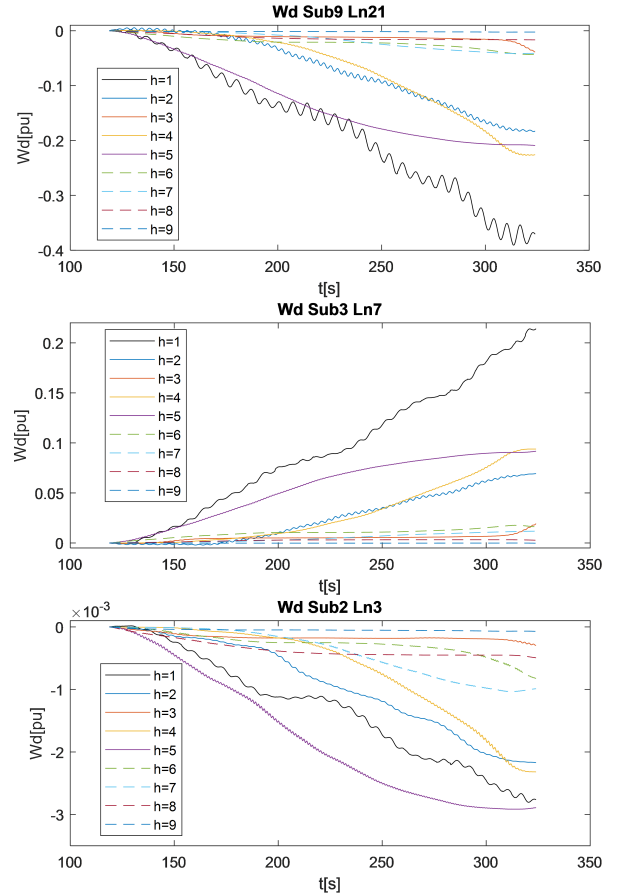 Wd Sub9 Ln21
0
-0.1
-0.2
-0.3
-0.4
Wd[pu]
h=1
h=2
h=3
h=4
h=5
h=6
h=7
h=8
h=9
100 150 200 250 300 350
t[s]
Wd Sub3 Ln7
0.2
0.15
0.1
0.05
0
Wd[pu]
h=1
h=2
h=3
h=4
h=5
h=6
h=7
h=8
h=9
100 150 200 250 300 350
t[s]
Wd Sub2 Ln3
×10-3
0
-1
-2
-3
Wd[pu]
h=1
h=2
h=3
h=4
h=5
h=6
h=7
h=8
h=9
100 150 200 250 300 350
t[s]